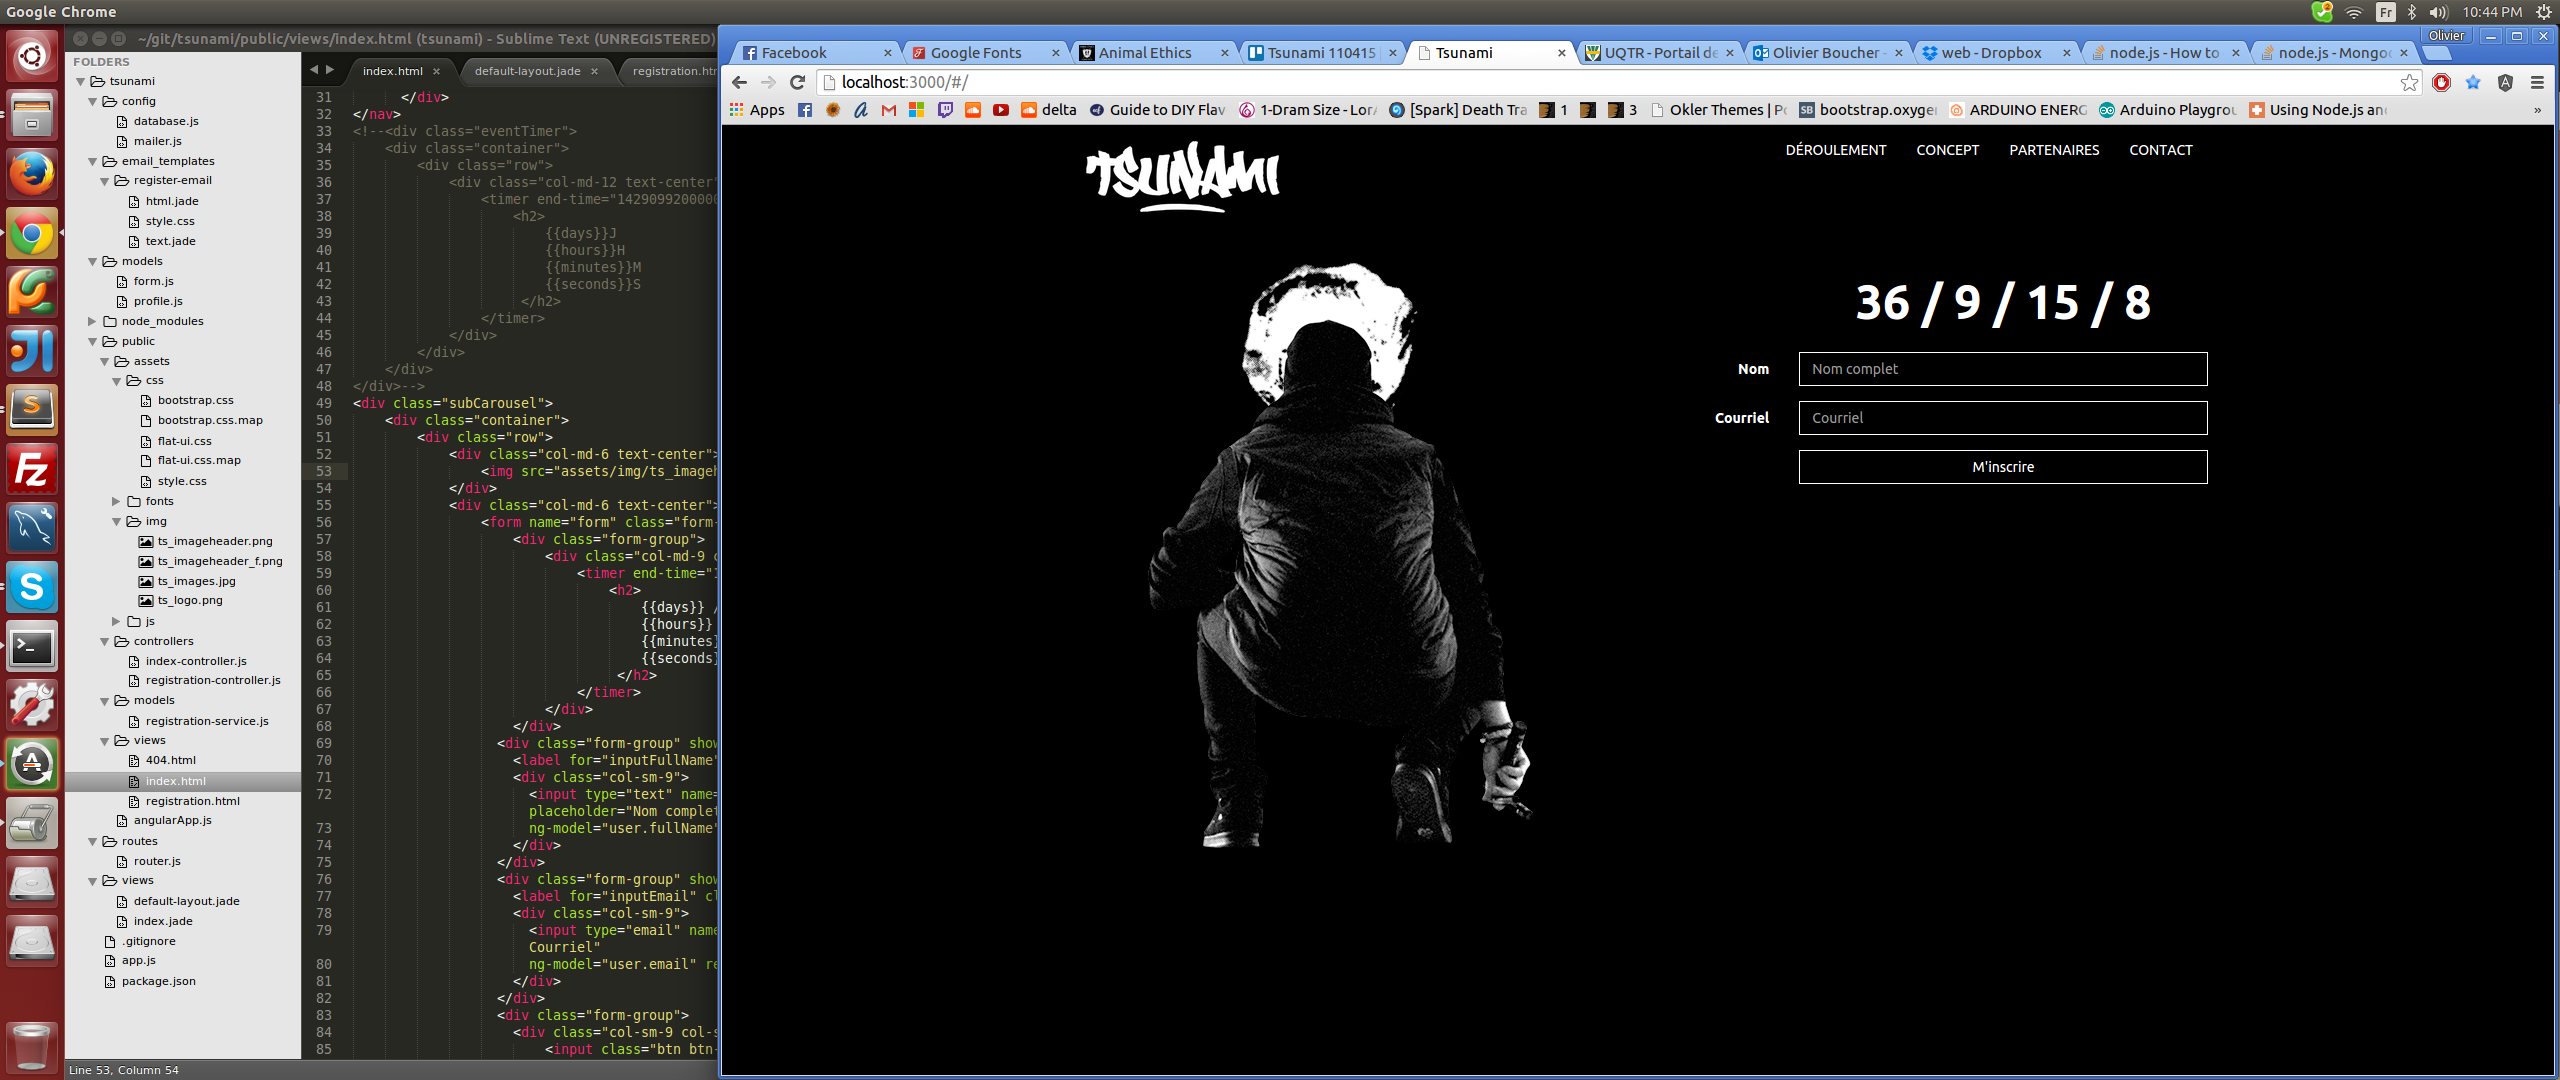 Google Chrome
Fr
10:44 PM
~/git/tsunami/public/views/index.html (tsunami) - Sublime Text (UNREGISTERED)
FOLDERS
tsunami
config
database.js
mailer.js
email_templates
register-email
html.jade
style.css
text.jade
models
form.js
profile.js
node_modules
public
assets
css
bootstrap.css
bootstrap.css.map
flat-ui.css
flat-ui.css.map
style.css
fonts
img
ts_imageheader.png
ts_imageheader_f.png
ts_images.jpg
ts_logo.png
js
controllers
index-controller.js
registration-controller.js
models
registration-service.js
views
404.html
index.html
registration.html
angularApp.js
routes
router.js
views
default-layout.jade
index.jade
.gitignore
app.js
package.json
Line 53, Column 54
index.html
default-layout.jade
registration.htm
31 </div>
32 </nav>
33 <!--<div class="eventTimer">
34 <div class="container">
35 <div class="row">
36 <div class="col-md-12 text-center"
37 <timer end-time="1429099200000
38 <h2>
39 {{days}}J
40 {{hours}}H
41 {{minutes}}M
42 {{seconds}}S
43 </h2>
44 </timer>
45 </div>
46 </div>
47 </div>
48 </div>-->
49 <div class="subCarousel">
50 <div class="container">
51 <div class="row">
52 <div class="col-md-6 text-center">
53 <img src="assets/img/ts_imageh
54 </div>
55 <div class="col-md-6 text-center">
56 <form name="form" class="form-
57 <div class="form-group">
58 <div class="col-md-9 c
59 <timer end-time="1
60 <h2>
61 {{days}} /
62 {{hours}}
63 {{minutes}
64 {{seconds}
65 </h2>
66 </timer>
67 </div>
68 </div>
69 <div class="form-group" show
70 <label for="inputFullName"
71 <div class="col-sm-9">
72 <input type="text" name=
placeholder="Nom complet
73 ng-model="user.fullName"
74 </div>
75 </div>
76 <div class="form-group" show
77 <label for="inputEmail" cl
78 <div class="col-sm-9">
79 <input type="email" name
Courriel"
80 ng-model="user.email" re
81 </div>
82 </div>
83 <div class="form-group">
84 <div class="col-sm-9 col-s
85 <input class="btn btn-
Olivier
Facebook
Google Fonts
Animal Ethics
Tsunami 110415 |
Tsunami
UQTR - Portail de
Olivier Boucher -
web - Dropbox
node.js - How to
node.js - Mongo
localhost:3000/#/
Apps
delta
Guide to DIY Flav
1-Dram Size - LorA
[Spark] Death Tra
1
3
Okler Themes | Po
SB bootstrap.oxyge
ARDUINO ENERG
Arduino Playgrou
Using Node.js an
»
TSUNAMI
DÉROULEMENT CONCEPT PARTENAIRES CONTACT
36 / 9 / 15 / 8
Nom
Nom complet
Courriel
Courriel
M'inscrire